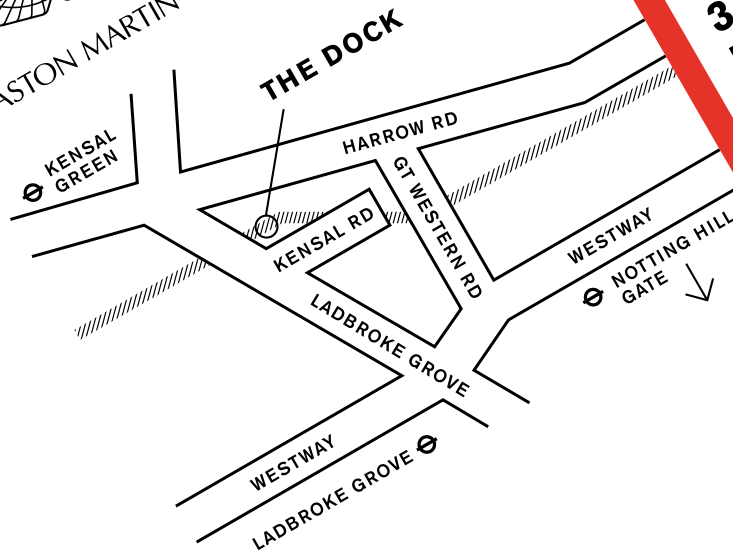 ASTON MARTIN
3
THE DOCK
KENSAL
GREEN
HARROW RD
GT WESTERN RD
KENSAL RD
WESTWAY
NOTTING HILL
GATE
LADBROKE GROVE
WESTWAY
LADBROKE GROVE